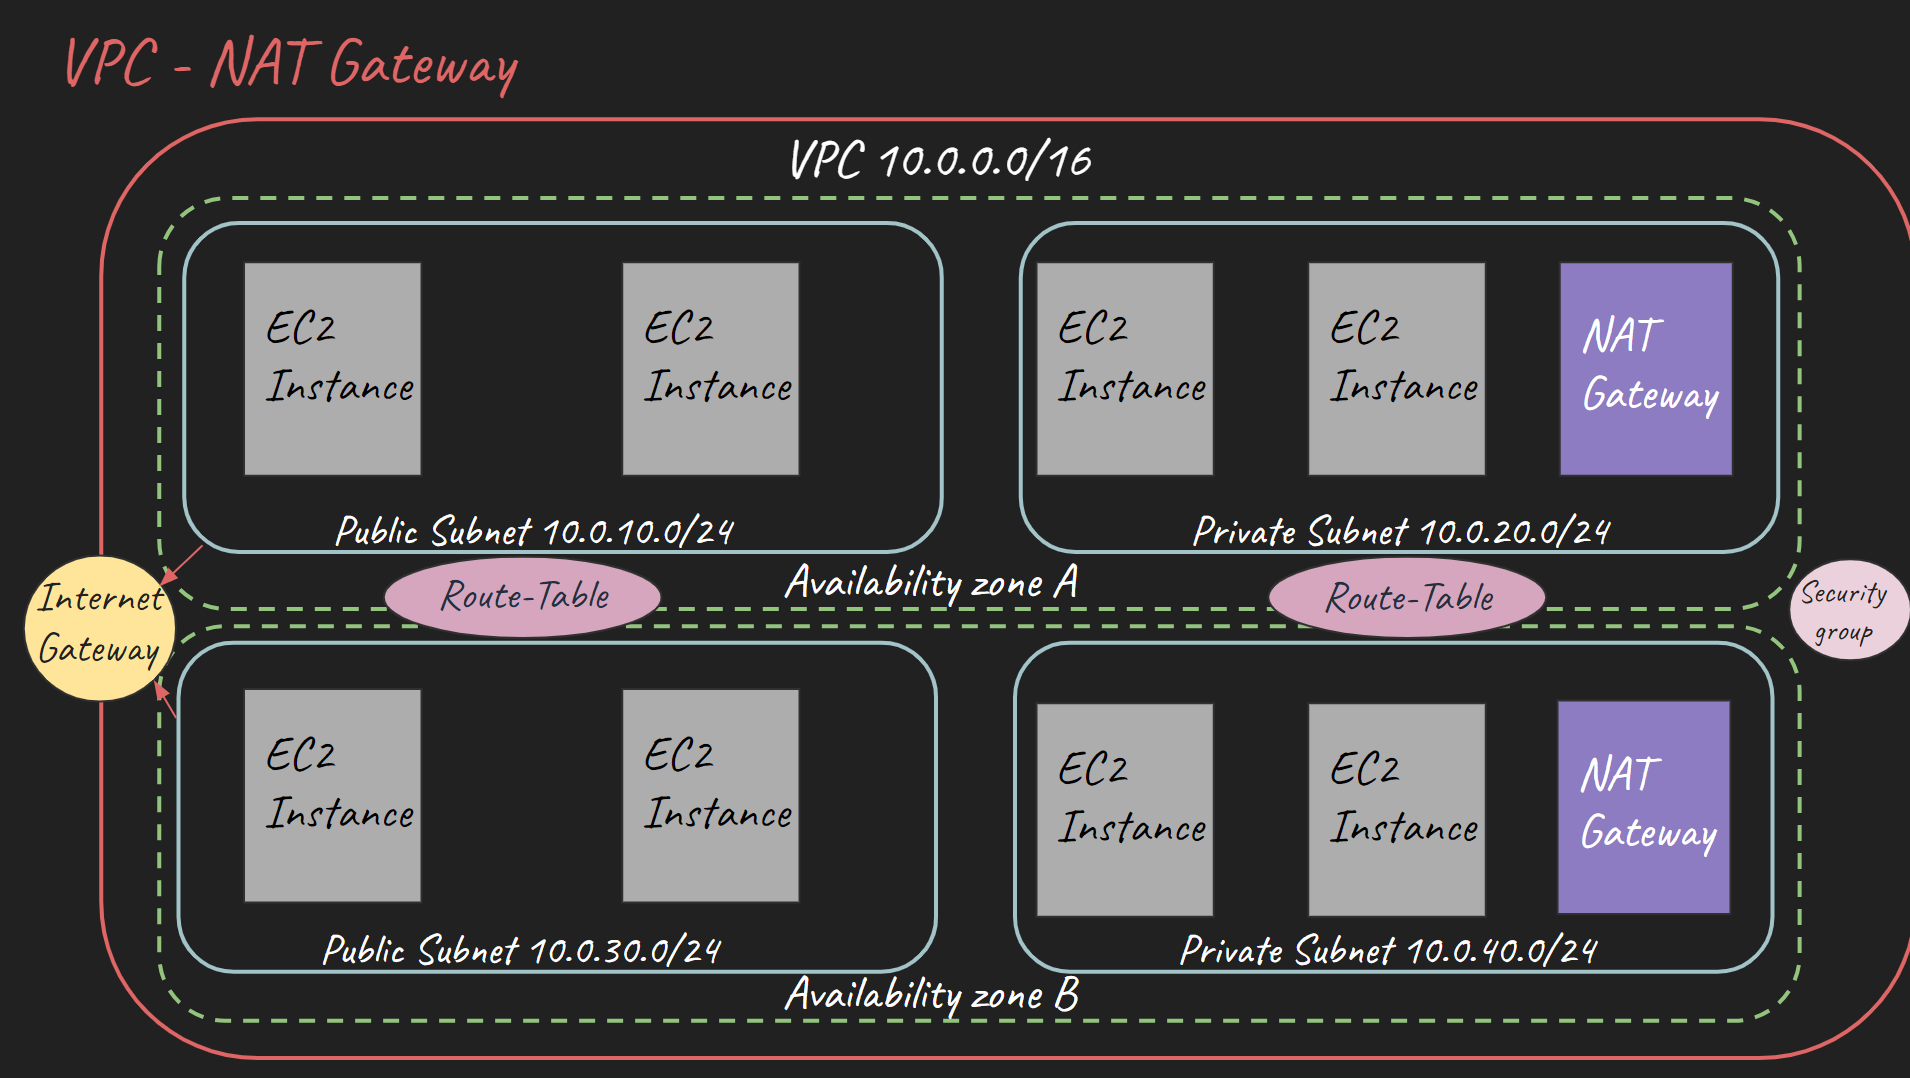 VPC - NAT Gateway
VPC 10.0.0.0/16
EC2
Instance
EC2
Instance
EC2
Instance
EC2
Instance
NAT
Gateway
Public Subnet 10.0.10.0/24
Private Subnet 10.0.20.0/24
Availability zone A
Internet
Gateway
Route-Table
Route-Table
Security
group
EC2
Instance
EC2
Instance
EC2
Instance
EC2
Instance
NAT
Gateway
Public Subnet 10.0.30.0/24
Private Subnet 10.0.40.0/24
Availability zone B